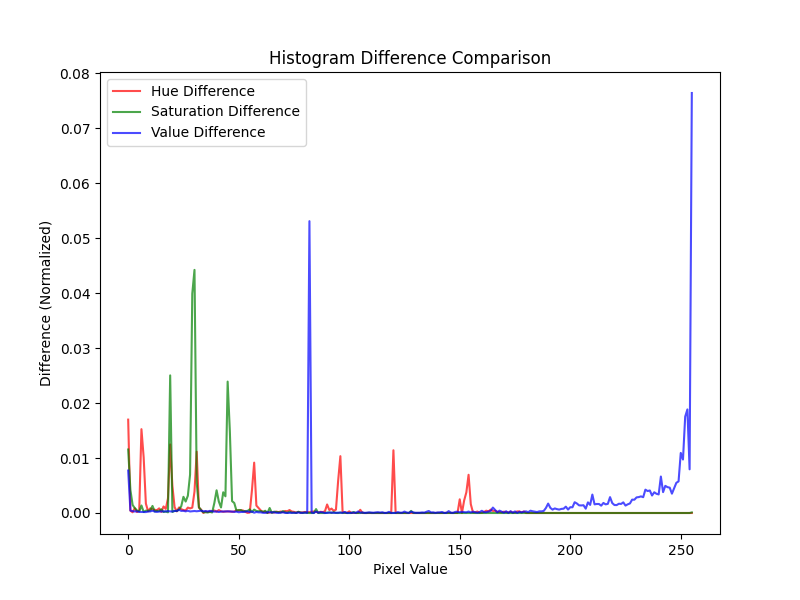 Histogram Difference Comparison
Hue Difference
Saturation Difference
Value Difference
Difference (Normalized)
0.08
0.07
0.06
0.05
0.04
0.03
0.02
0.01
0.00
0 50 100 150 200 250
Pixel Value